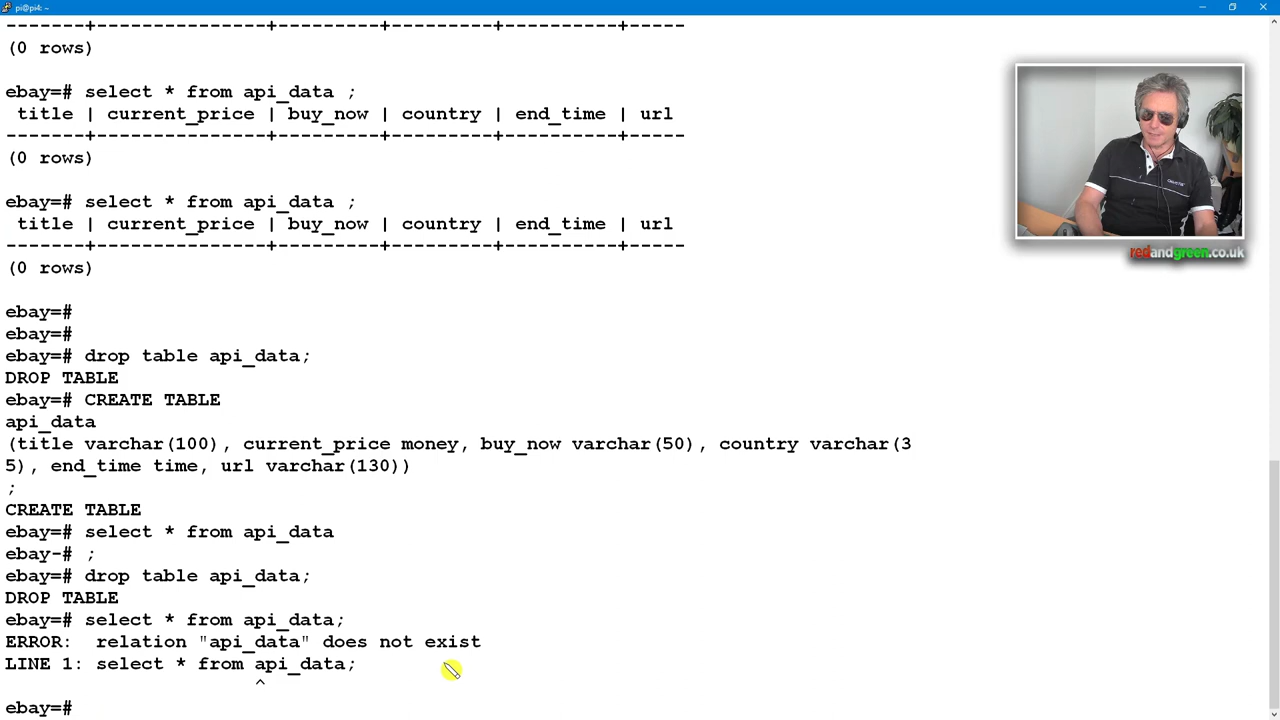 pi@pi4: ~
-------+----------------+----------+---------+----------+-----
(0 rows)
ebay=# select * from api_data ;
title | current_price | buy_now | country | end_time | url
-------+----------------+----------+---------+----------+-----
(0 rows)
ebay=# select * from api_data ;
title | current_price | buy_now | country | end_time | url
-------+----------------+----------+---------+----------+-----
(0 rows)
ebay=#
ebay=#
ebay=# drop table api_data;
DROP TABLE
ebay=# CREATE TABLE
api_data
(title varchar(100), current_price money, buy_now varchar(50), country varchar(3
5), end_time time, url varchar(130))
;
CREATE TABLE
ebay=# select * from api_data
ebay-# ;
ebay=# drop table api_data;
DROP TABLE
ebay=# select * from api_data;
ERROR:  relation "api_data" does not exist
LINE 1: select * from api_data;
^
ebay=#
redandgreen.co.uk